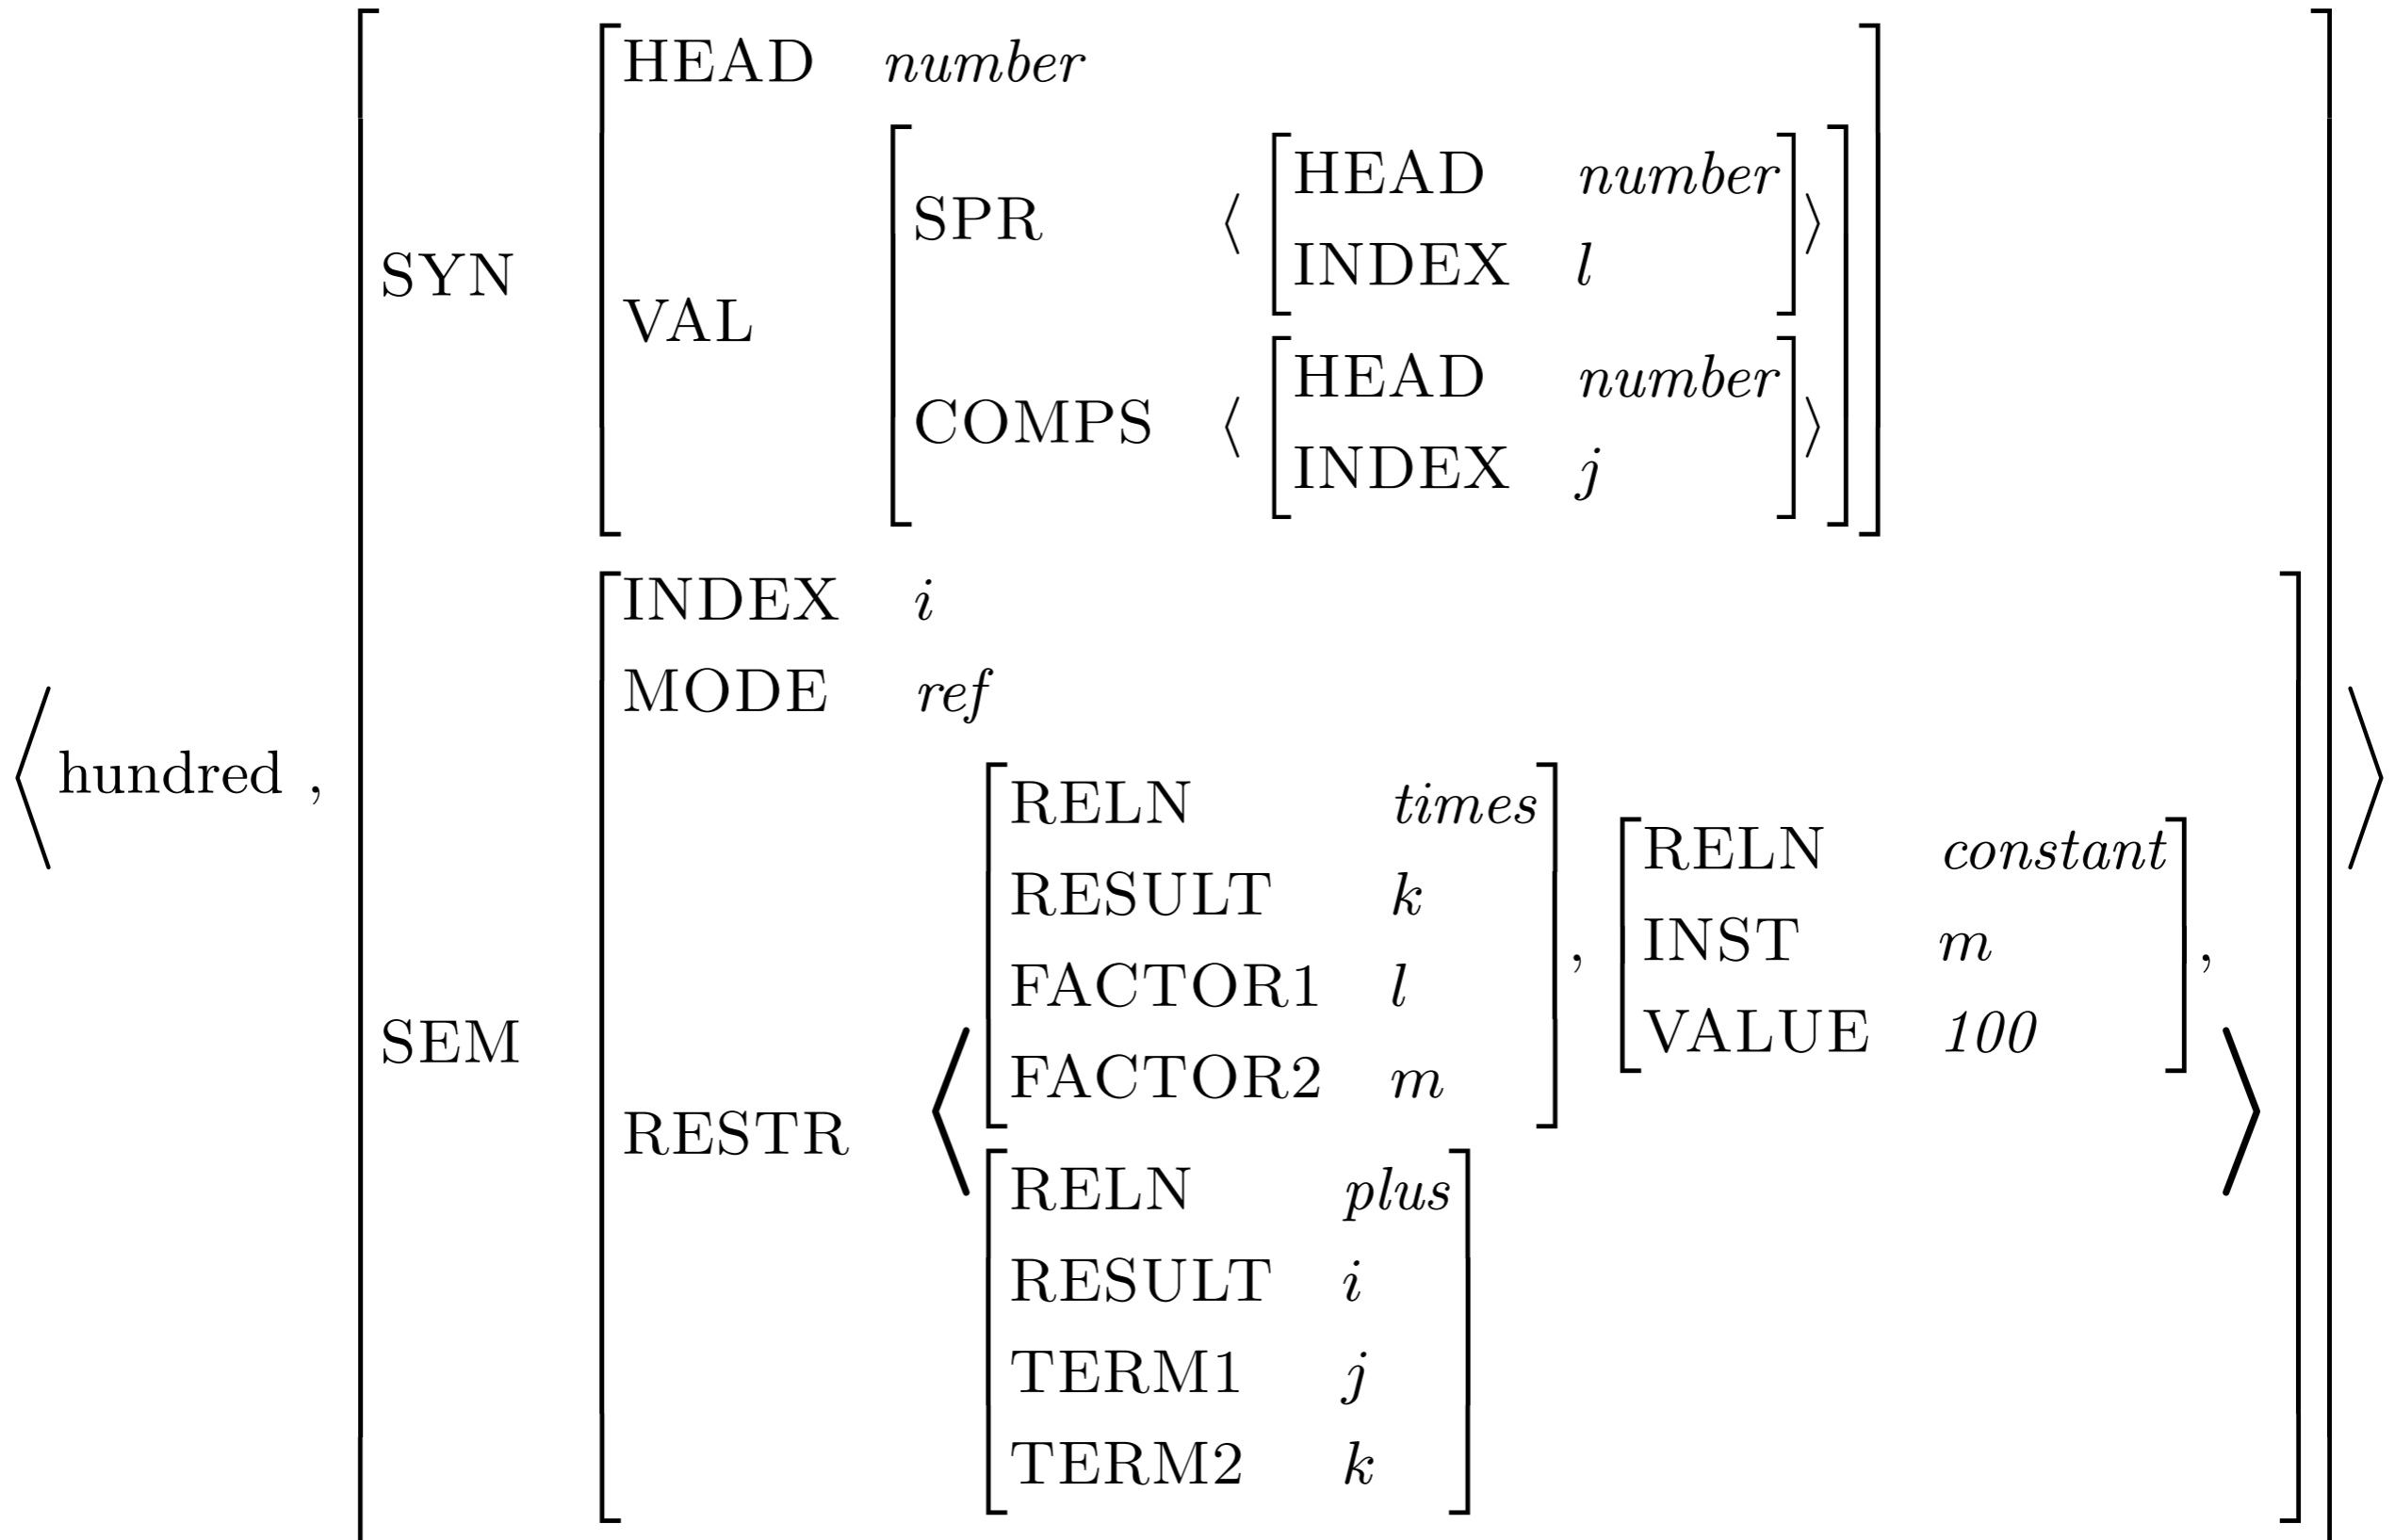 HEAD number
SPR ⟨ [HEAD number
INDEX l] ⟩
SYN
VAL
COMPS ⟨ [HEAD number
INDEX j] ⟩
INDEX i
MODE ref
⟨ hundred ,
RELN times
RESULT k
FACTOR1 l
FACTOR2 m ,
RELN constant
INST m
VALUE 100 ,
SEM
RESTR ⟨ ⟩ ⟩
RELN plus
RESULT i
TERM1 j
TERM2 k